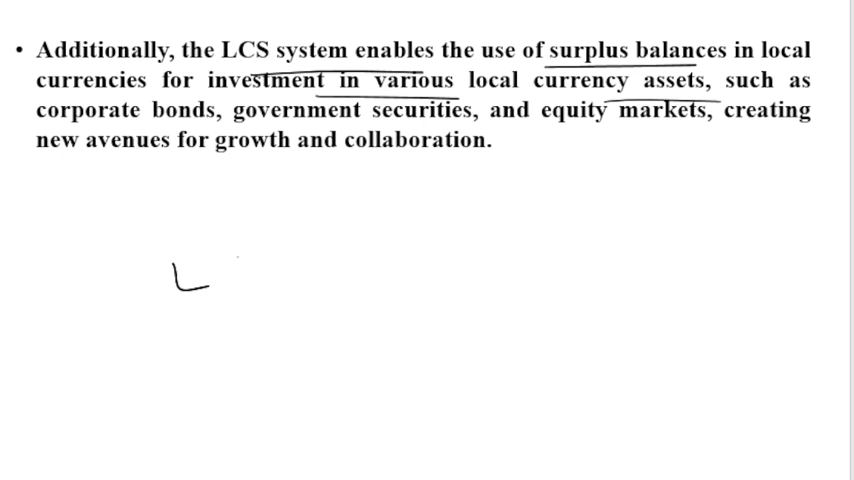 • Additionally, the LCS system enables the use of surplus balances in local
currencies for investment in various local currency assets, such as
corporate bonds, government securities, and equity markets, creating
new avenues for growth and collaboration.
L